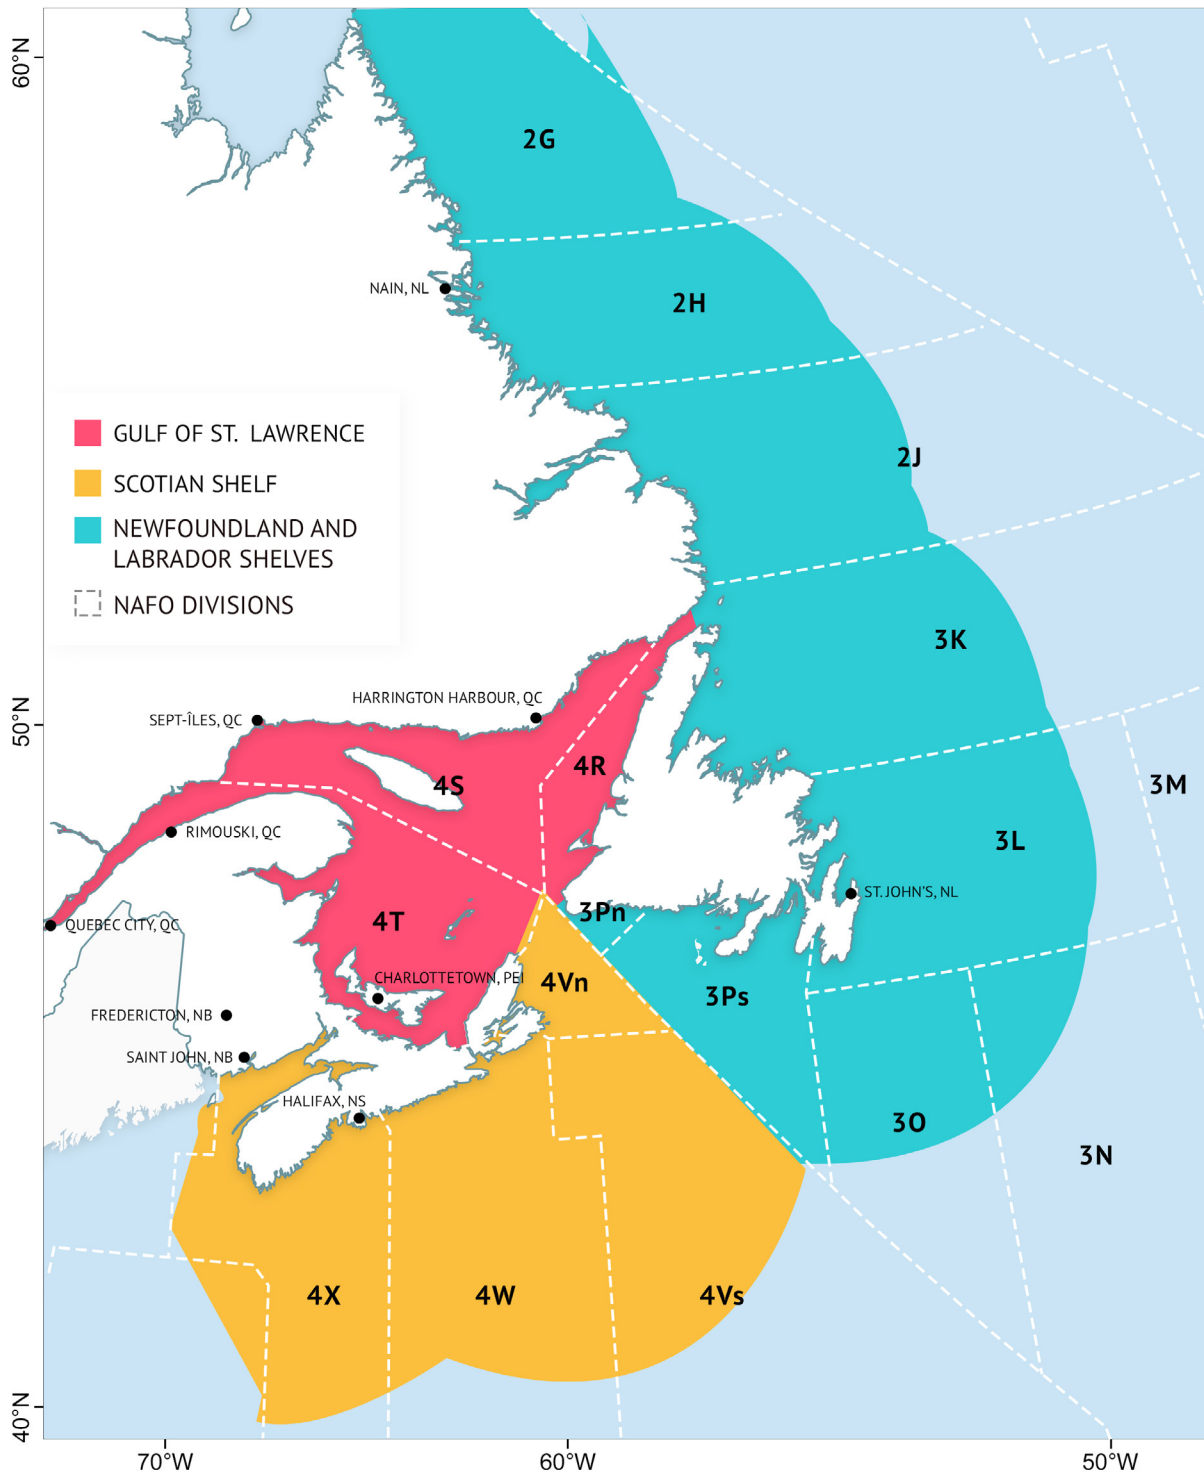 60°N
2G
NAIN, NL
2H
GULF OF ST. LAWRENCE
SCOTIAN SHELF
NEWFOUNDLAND AND
LABRADOR SHELVES
NAFO DIVISIONS
2J
3K
HARRINGTON HARBOUR, QC
SEPT-ÎLES, QC
50°N
4S
4R
3M
RIMOUSKI, QC
3L
ST. JOHN'S, NL
QUEBEC CITY, QC
4T
3Pn
CHARLOTTETOWN, PEI
4Vn
3Ps
FREDERICTON, NB
SAINT JOHN, NB
HALIFAX, NS
3O
3N
4X
4W
4Vs
40°N
70°W
60°W
50°W